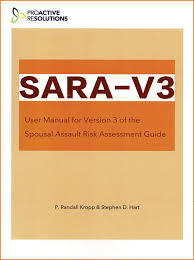 PROACTIVE
RESOLUTIONS
SARA-V3
User Manual for Version 3 of the
Spousal Assault Risk Assessment Guide
P. Randall Kropp & Stephen D. Hart